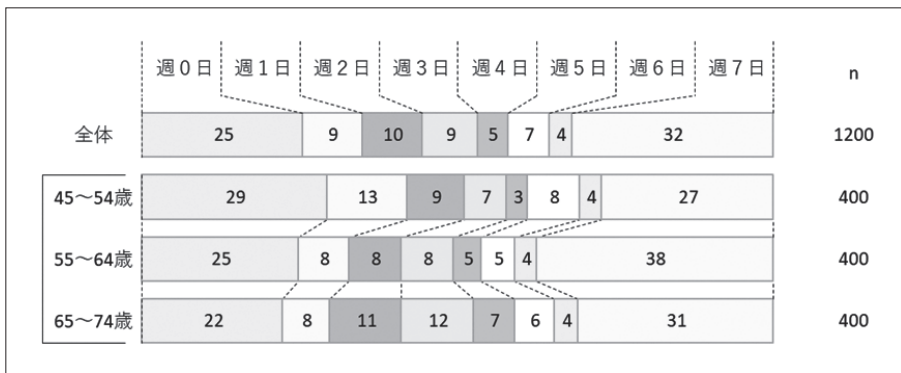 週0日 週1日 週2日 週3日 週4日 週5日 週6日 週7日 n
全体 25 9 10 9 5 7 4 32 1200
45～54歳 29 13 9 7 3 8 4 27 400
55～64歳 25 8 8 8 5 5 4 38 400
65～74歳 22 8 11 12 7 6 4 31 400